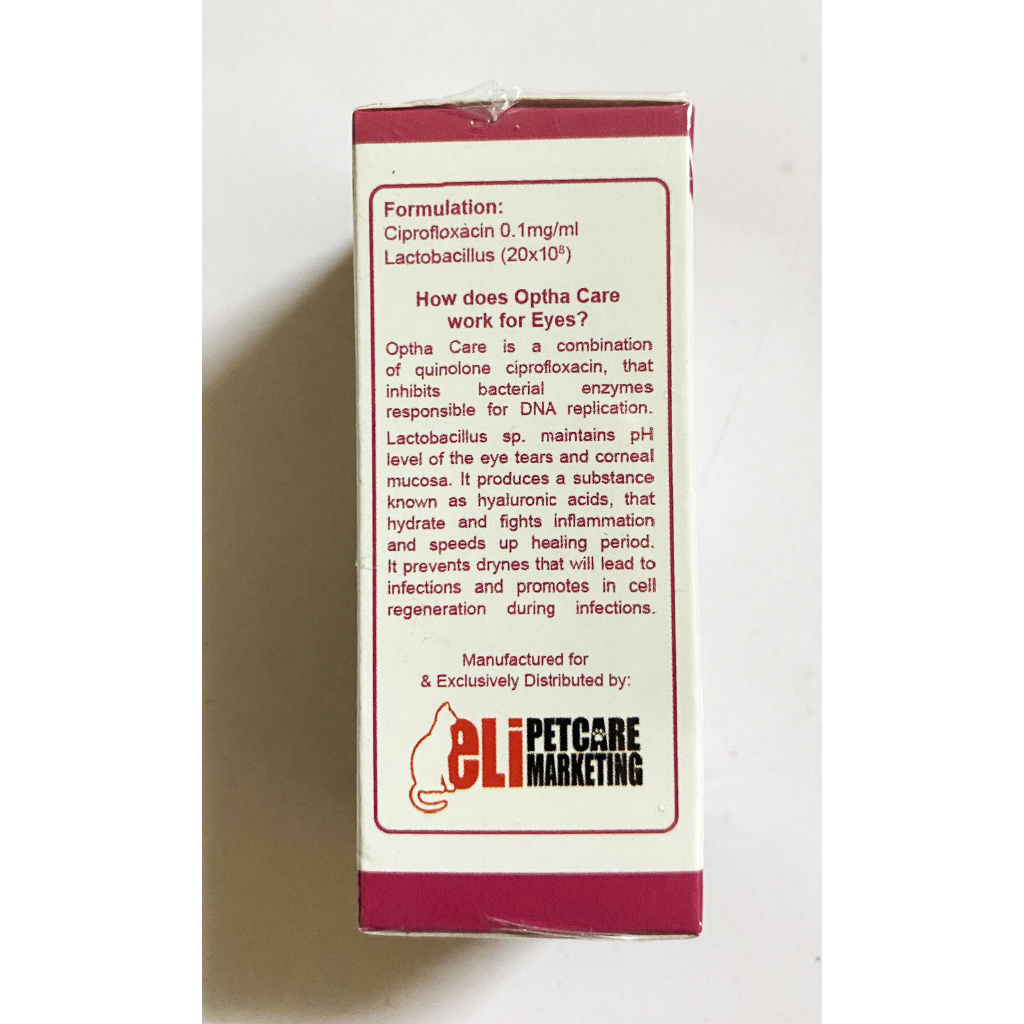 Formulation:
Ciprofloxacin 0.1mg/ml
Lactobacillus (20x10⁸)
How does Optha Care
work for Eyes?
Optha Care is a combination
of quinolone ciprofloxacin, that
inhibits bacterial enzymes
responsible for DNA replication.
Lactobacillus sp. maintains pH
level of the eye tears and corneal
mucosa. It produces a substance
known as hyaluronic acids, that
hydrate and fights inflammation
and speeds up healing period.
It prevents drynes that will lead to
infections and promotes in cell
regeneration during infections.
Manufactured for
& Exclusively Distributed by:
eLi PETCARE
MARKETING